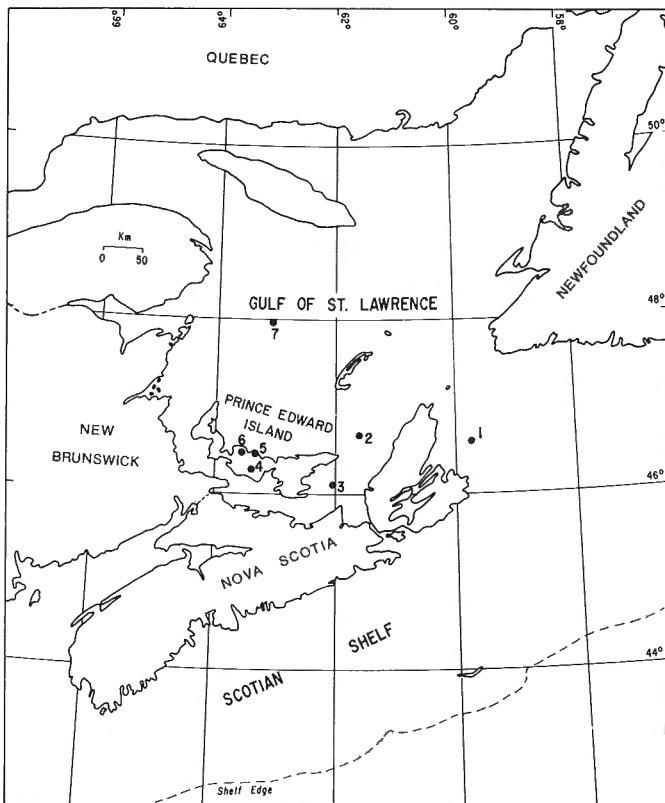 66° 64° 62° 60° 58°
QUEBEC
50°
Km
0 50
NEWFOUNDLAND
GULF OF ST. LAWRENCE
48°
7
PRINCE EDWARD
ISLAND
NEW
BRUNSWICK
6 5
4
2
1
3
46°
NOVA SCOTIA
SCOTIAN SHELF
44°
Shelf Edge